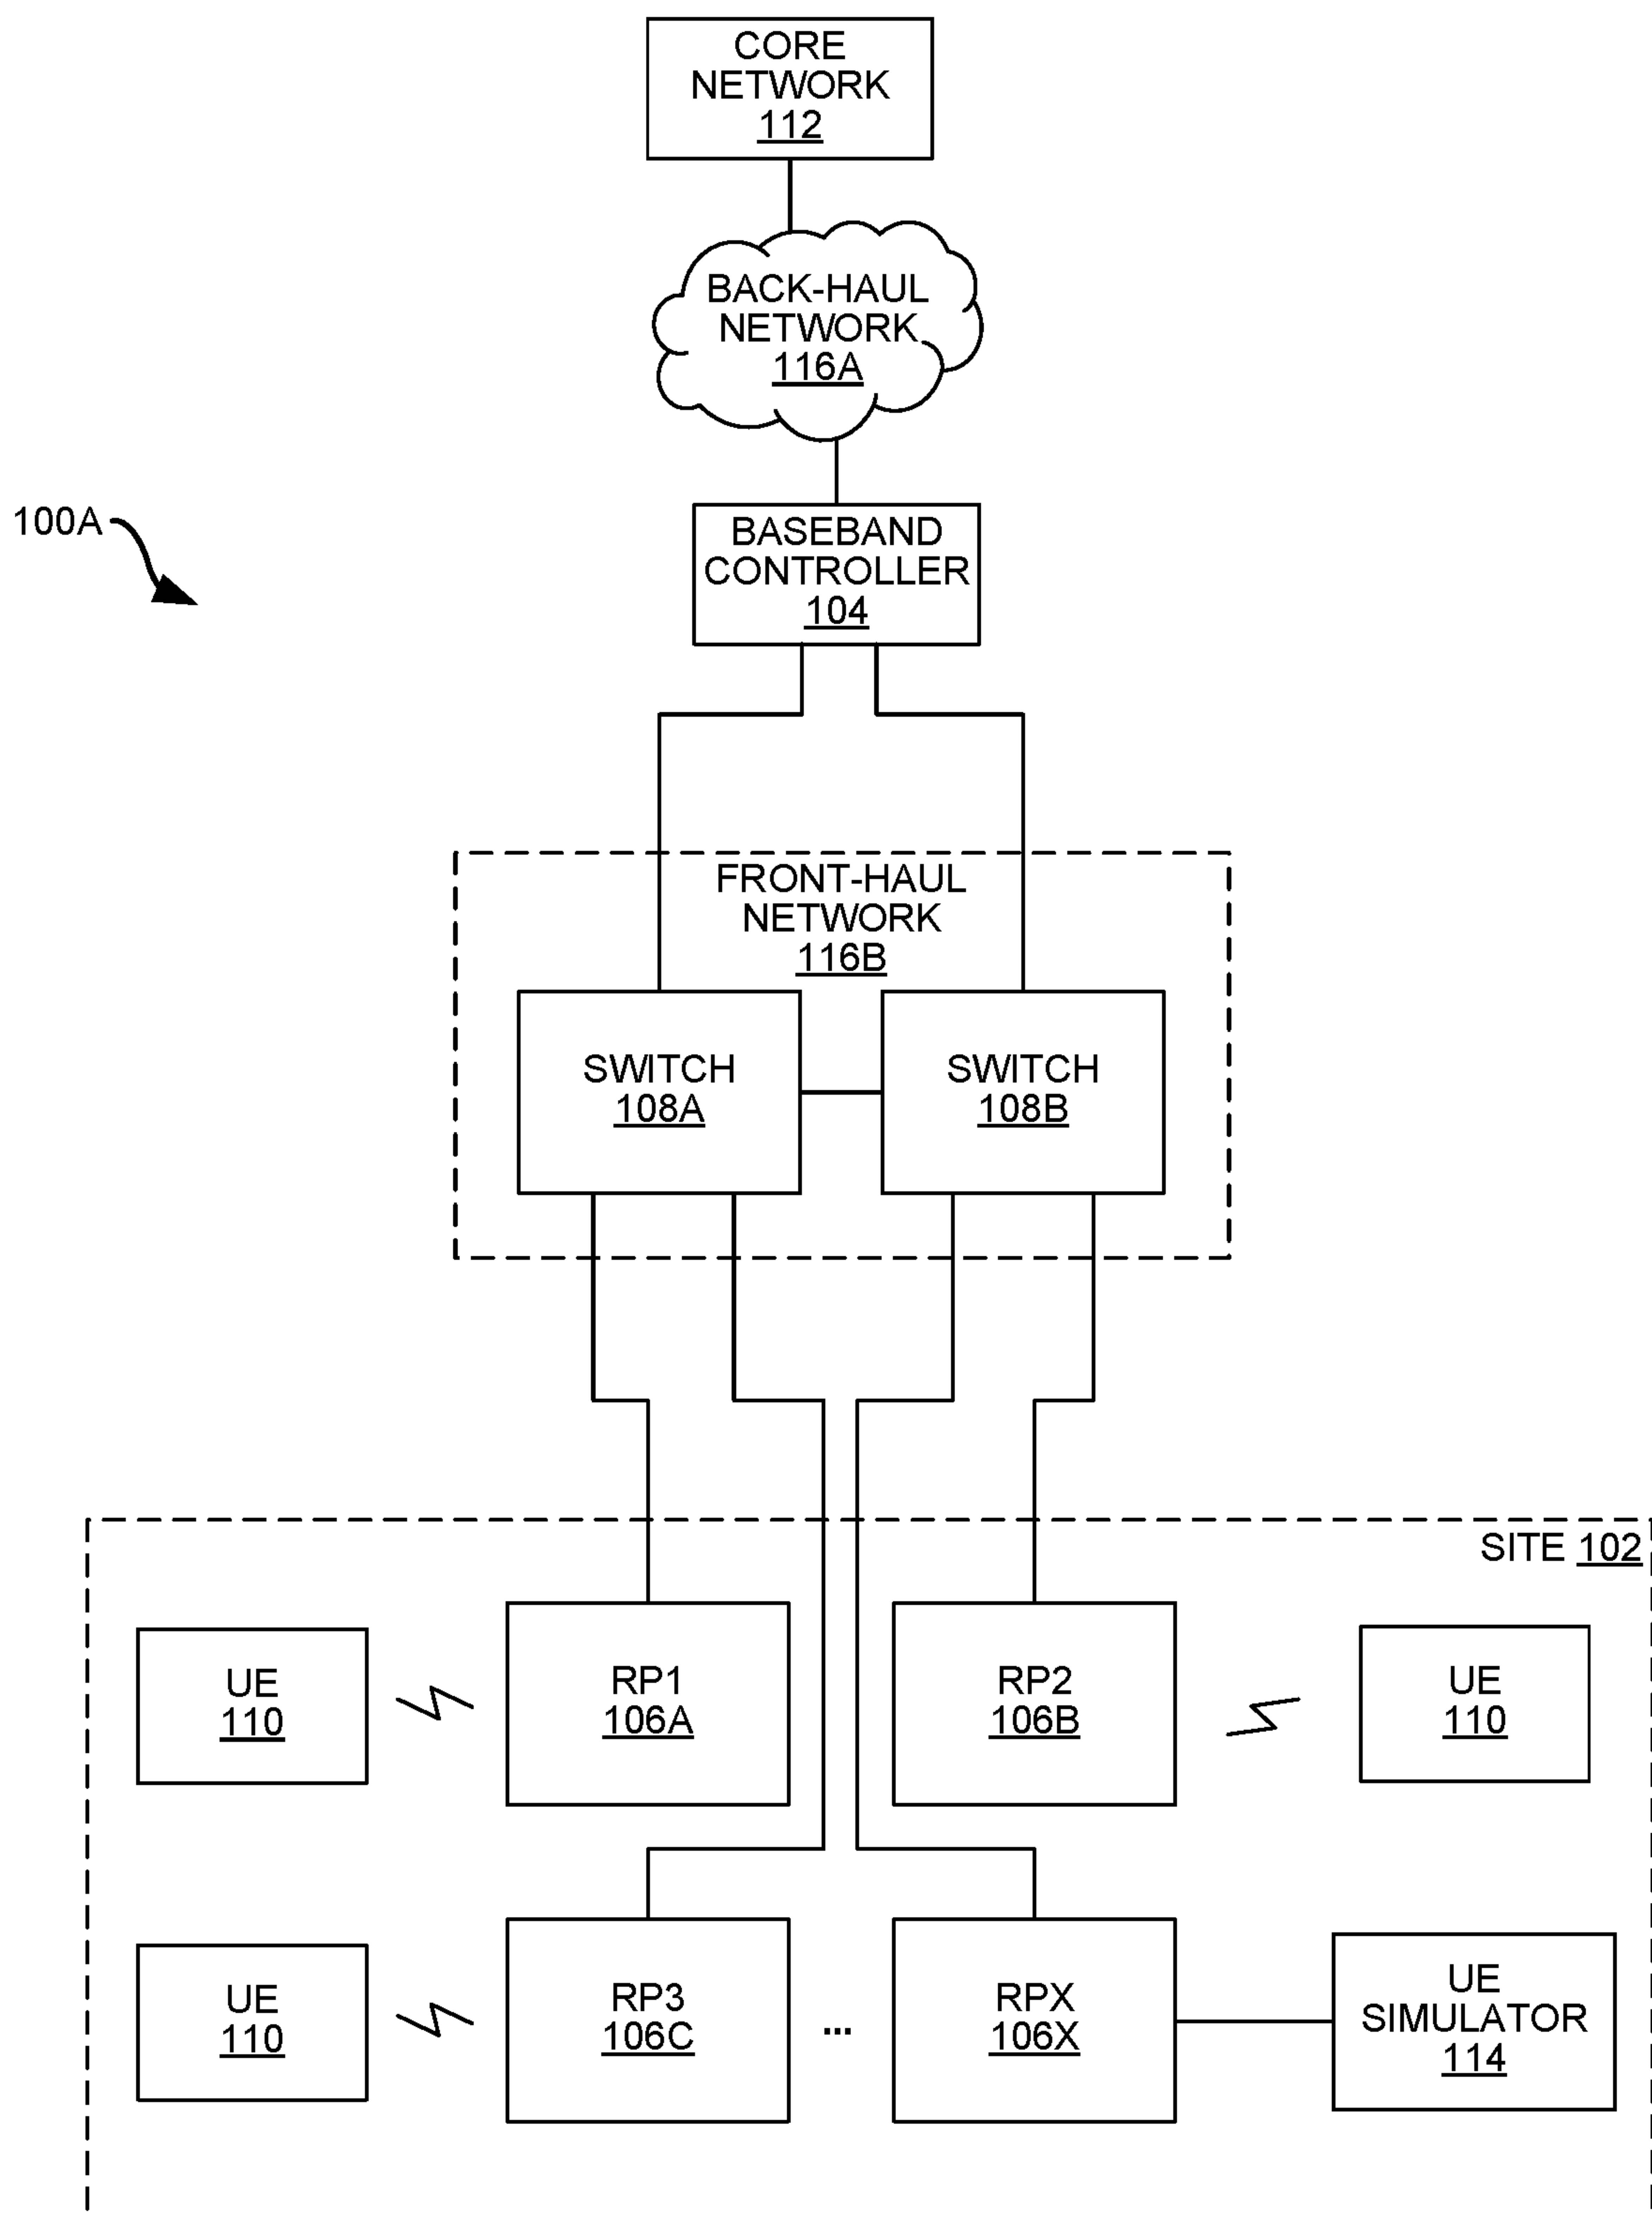 CORE
NETWORK
112
BACK-HAUL
NETWORK
116A
100A
BASEBAND
CONTROLLER
104
FRONT-HAUL
NETWORK
116B
SWITCH
108A
SWITCH
108B
SITE 102
UE
110
RP1
106A
RP2
106B
UE
110
UE
110
RP3
106C
...
RPX
106X
UE
SIMULATOR
114